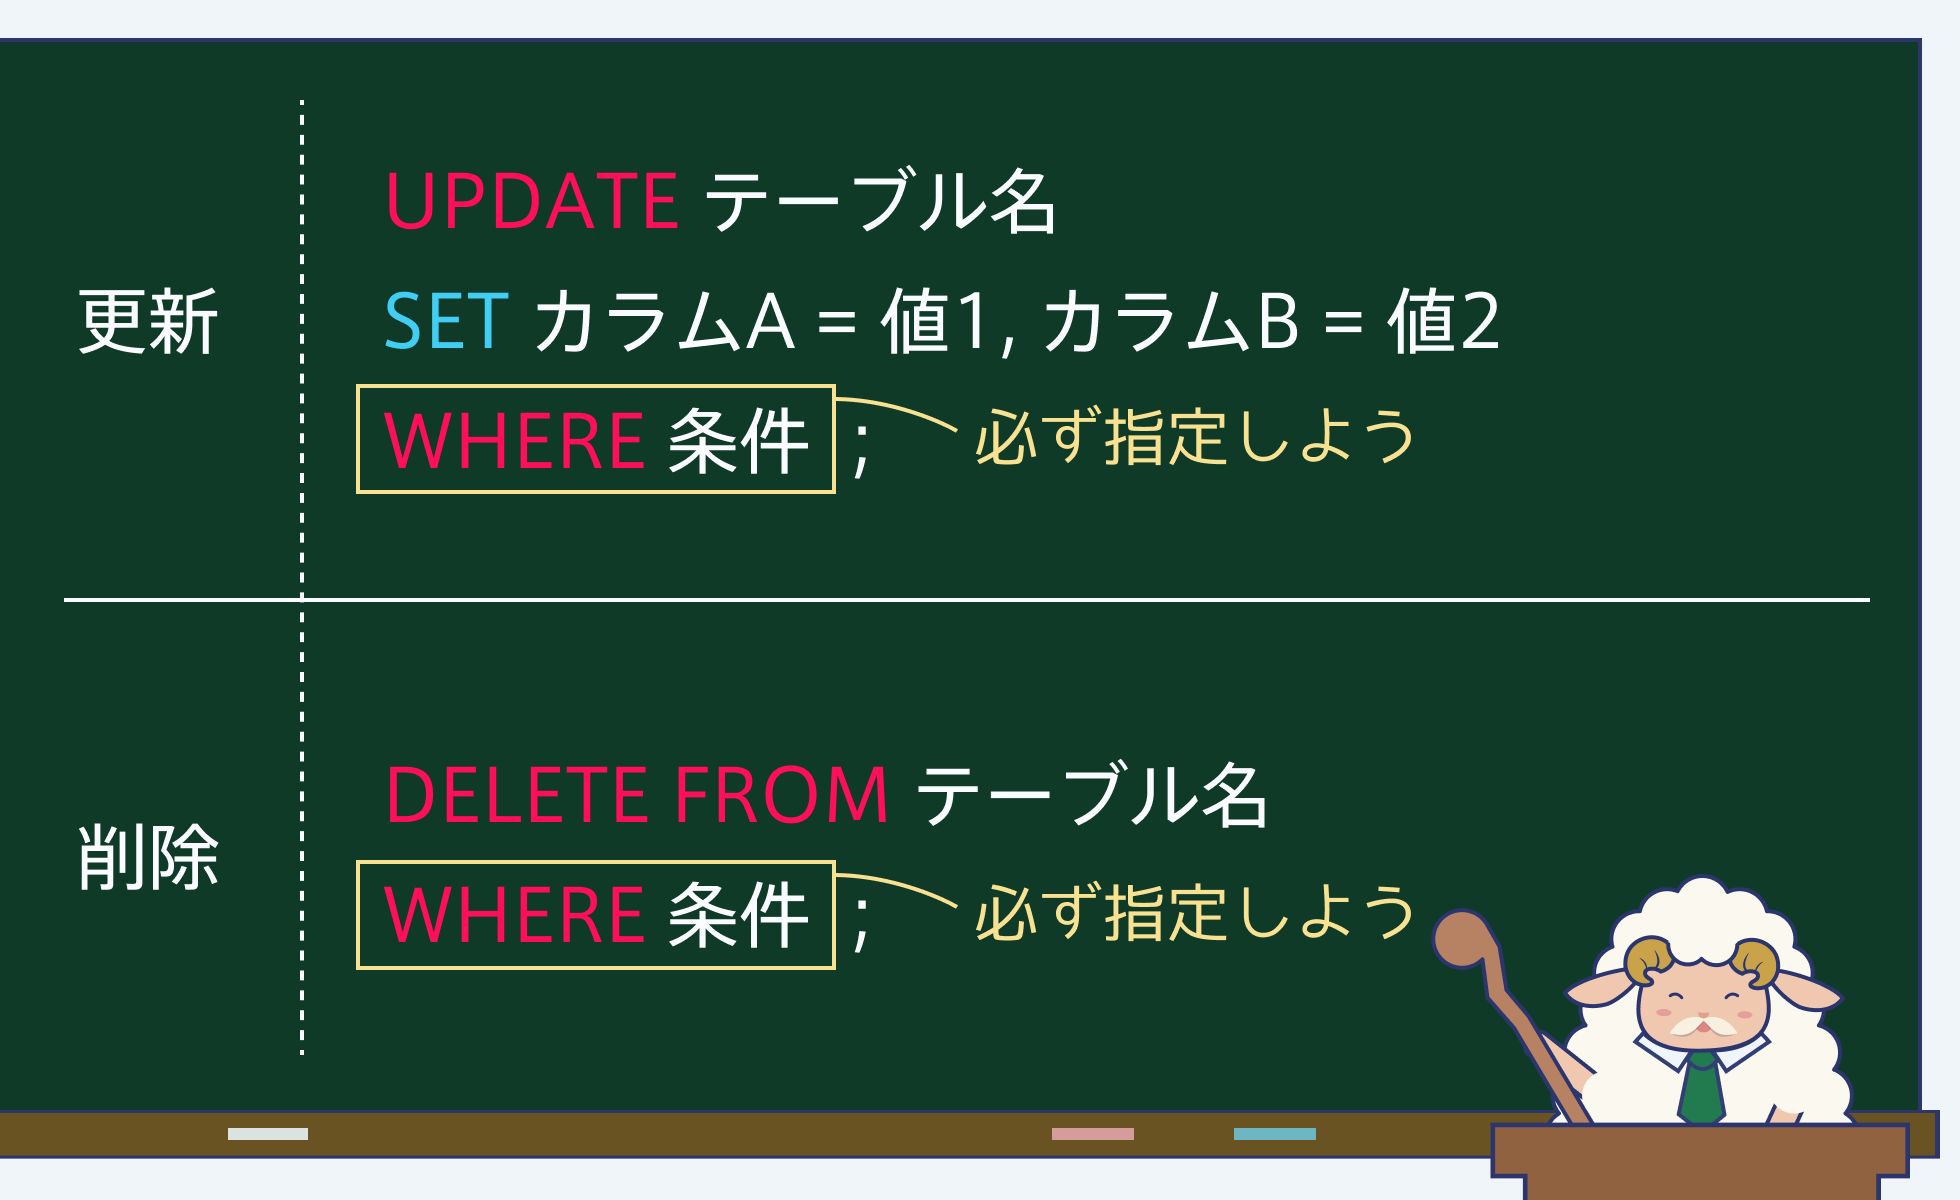 更新
UPDATE テーブル名
SET カラムA = 値1, カラムB = 値2
WHERE 条件 ; 必ず指定しよう
削除
DELETE FROM テーブル名
WHERE 条件 ; 必ず指定しよう